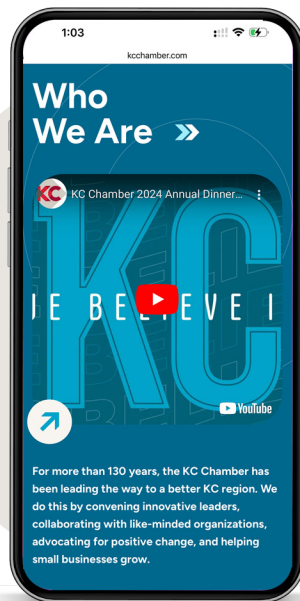 1:03
kcchamber.com
Who
We Are
KC KC Chamber 2024 Annual Dinner...
KC
IE BELIEVE I
YouTube
For more than 130 years, the KC Chamber has
been leading the way to a better KC region. We
do this by convening innovative leaders,
collaborating with like-minded organizations,
advocating for positive change, and helping
small businesses grow.